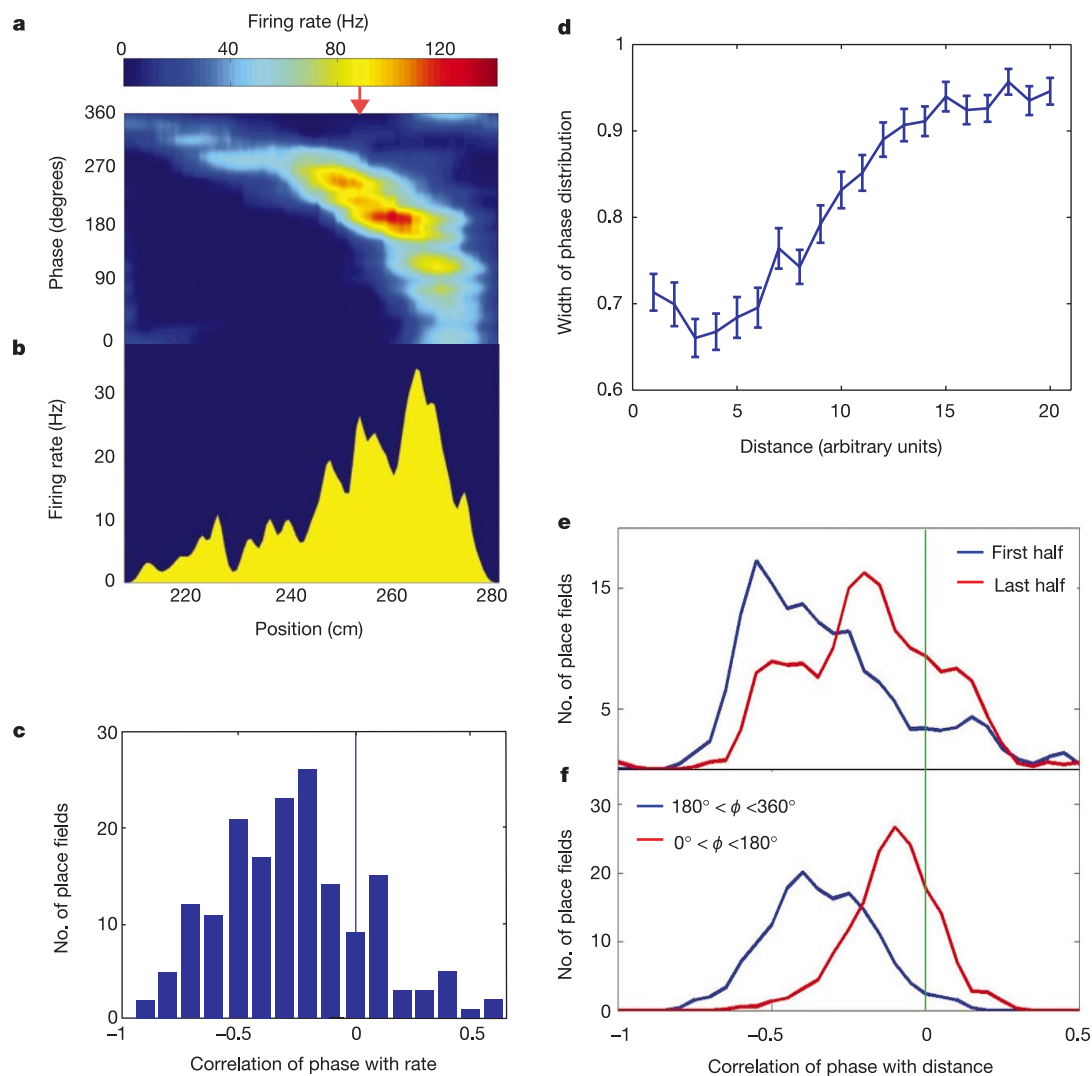 a
Firing rate (Hz)
0 40 80 120
360
270
180
90
0
Phase (degrees)
b
30
20
10
0
Firing rate (Hz)
220 240 260 280
Position (cm)
c
30
20
10
0
No. of place fields
−1 −0.5 0 0.5
Correlation of phase with rate
d
1
0.9
0.8
0.7
0.6
Width of phase distribution
0 5 10 15 20
Distance (arbitrary units)
e
First half
Last half
15
5
No. of place fields
f
180° < ϕ <360°
0° < ϕ <180°
30
20
10
0
No. of place fields
−1 −0.5 0 0.5
Correlation of phase with distance